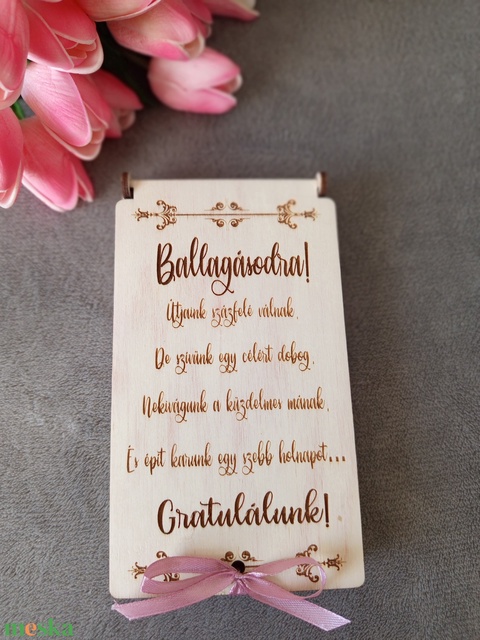 Ballagásodra!
Útjaink százfelé válnak,
De szívünk egy célért dobog,
Nekivágunk a küzdelmes mának,
És épít karunk egy szebb holnapot...
Gratulálunk!
meska